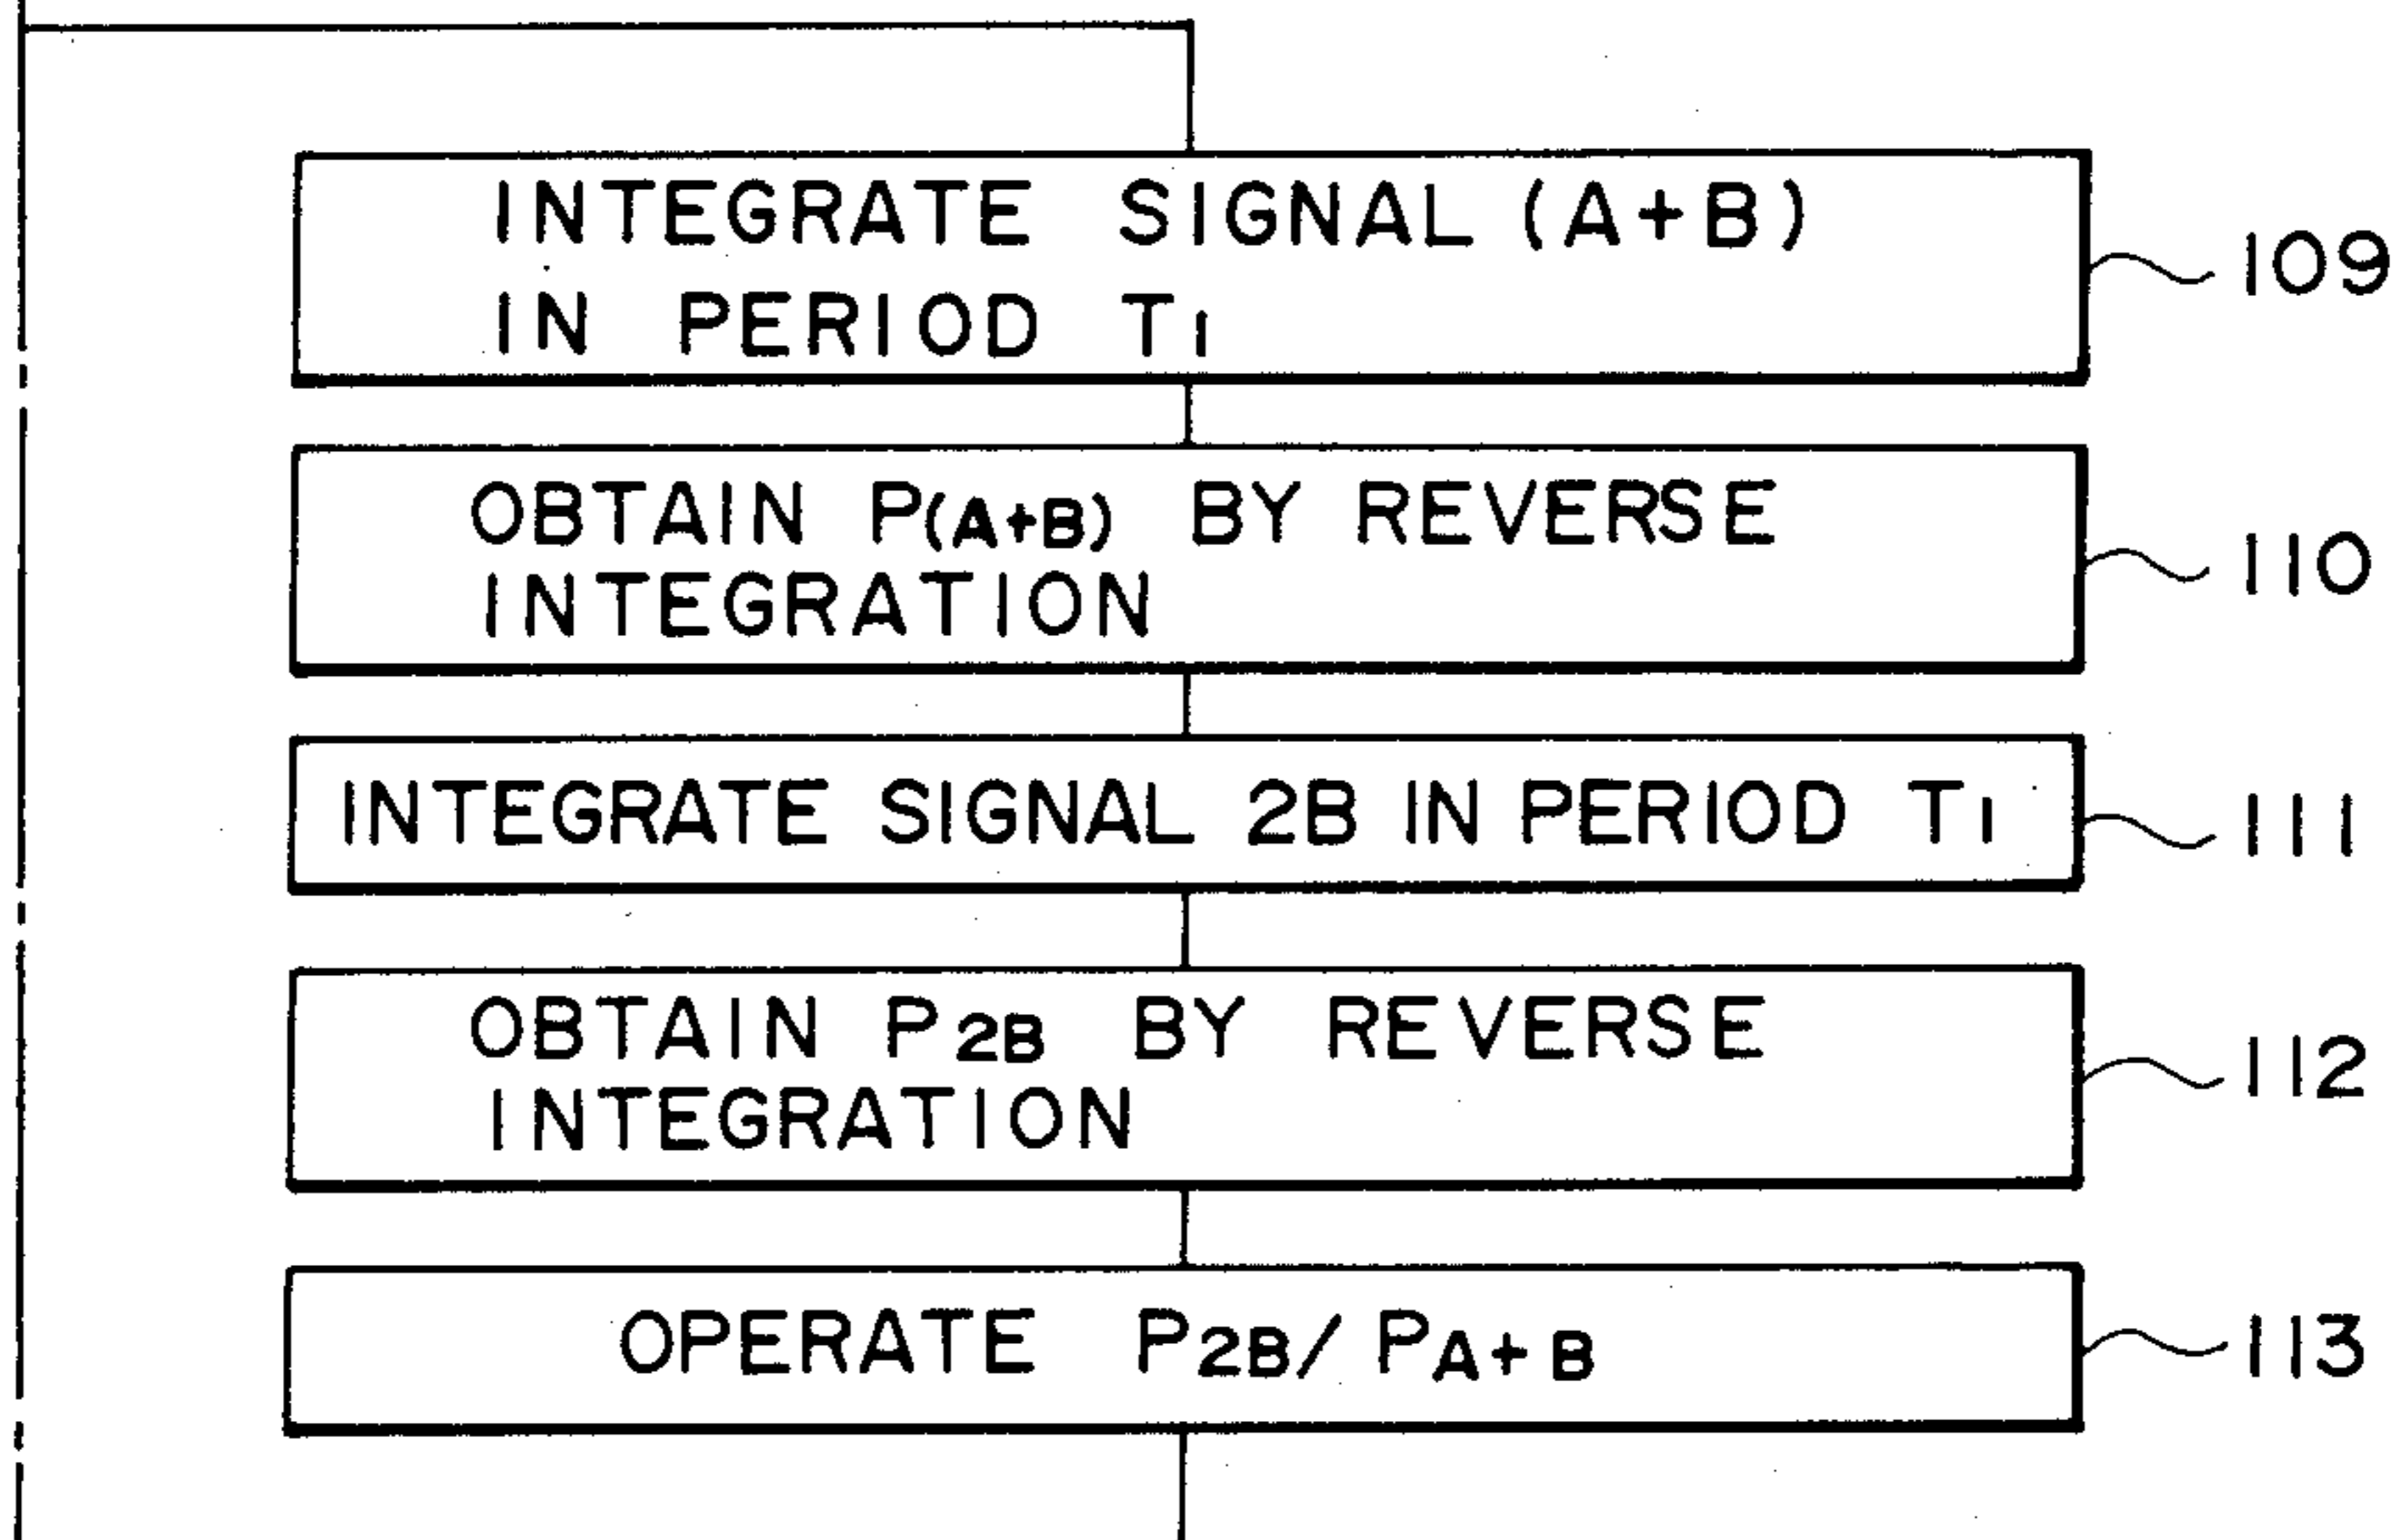 INTEGRATE SIGNAL (A+B)
IN PERIOD T1
109
OBTAIN P(A+B) BY REVERSE
INTEGRATION
110
INTEGRATE SIGNAL 2B IN PERIOD T1
111
OBTAIN P2B BY REVERSE
INTEGRATION
112
OPERATE P2B/PA+B
113